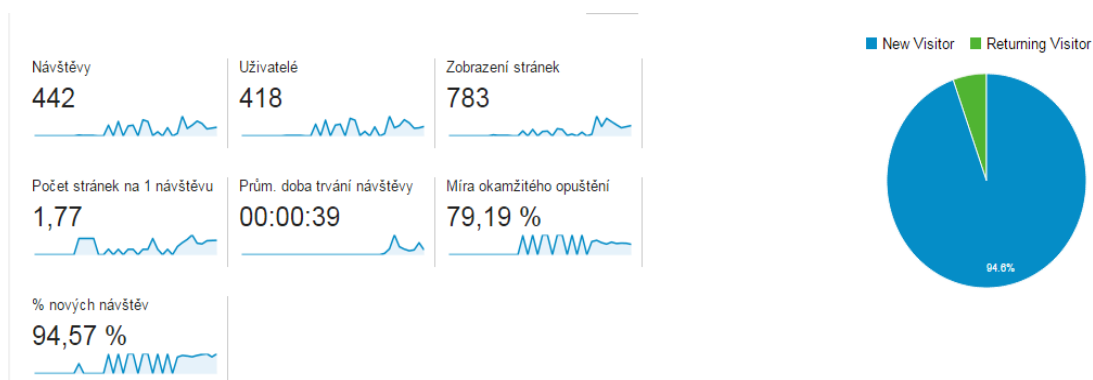 New Visitor Returning Visitor
Návštěvy
442
Uživatelé
418
Zobrazení stránek
783
Počet stránek na 1 návštěvu
1,77
Prům. doba trvání návštěvy
00:00:39
Míra okamžitého opuštění
79,19 %
% nových návštěv
94,57 %
94.6%